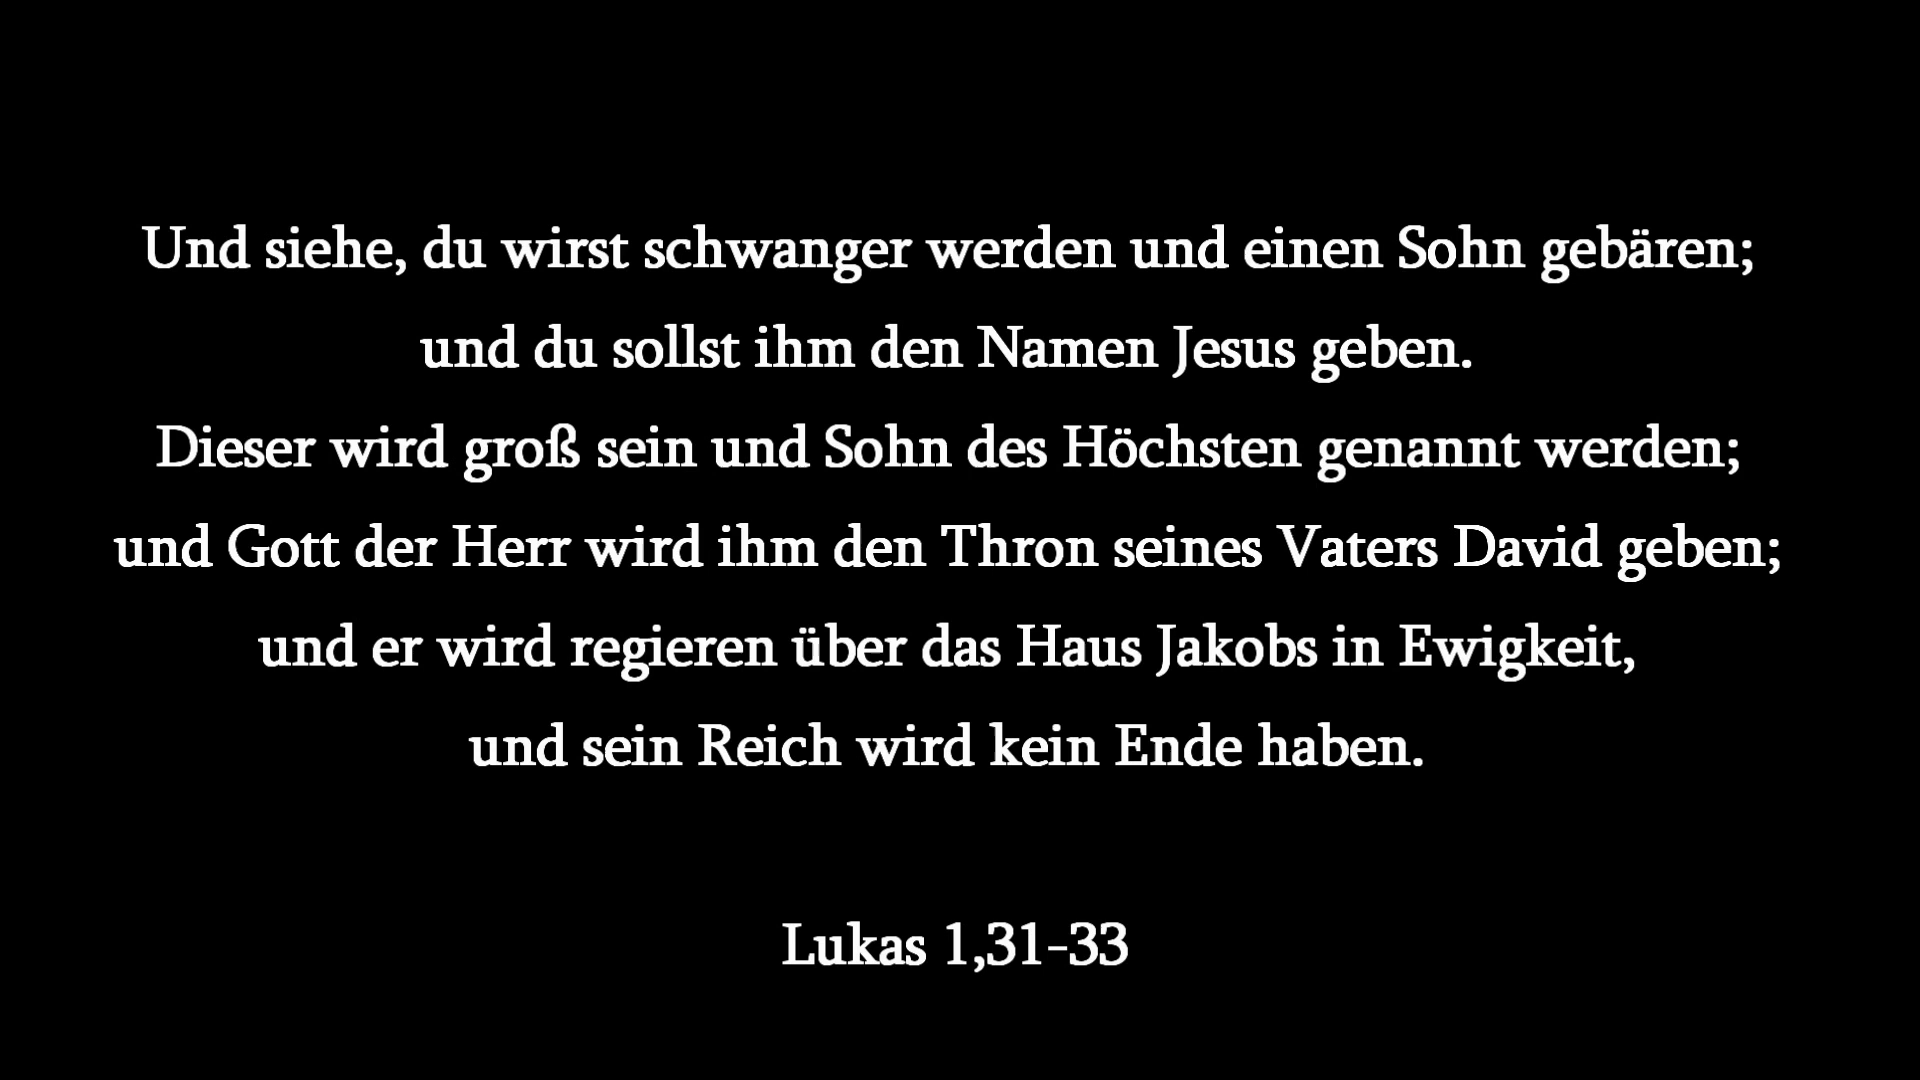 Und siehe, du wirst schwanger werden und einen Sohn gebären;
und du sollst ihm den Namen Jesus geben.
Dieser wird groß sein und Sohn des Höchsten genannt werden;
und Gott der Herr wird ihm den Thron seines Vaters David geben;
und er wird regieren über das Haus Jakobs in Ewigkeit,
und sein Reich wird kein Ende haben.
Lukas 1,31-33